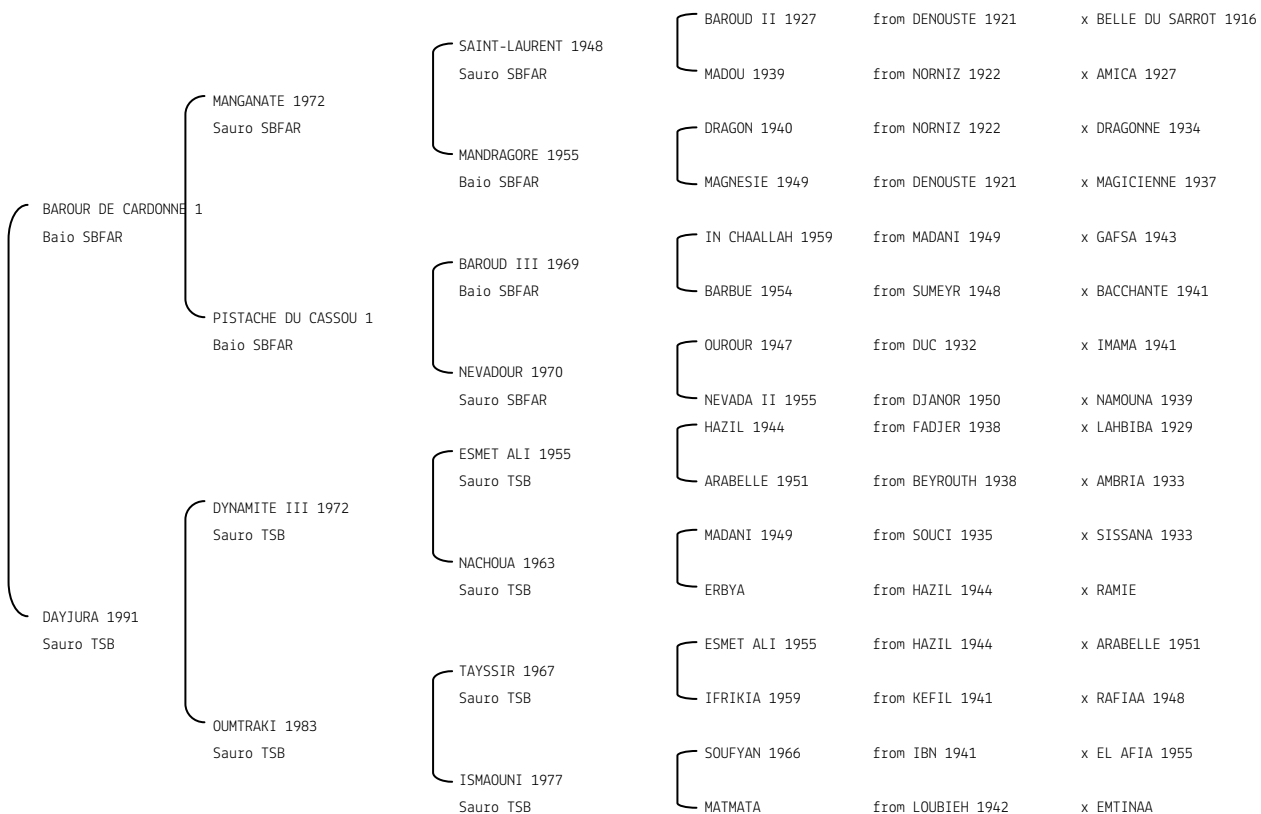 BAROUD II 1927 from DENOUSTE 1921 x BELLE DU SARROT 1916
SAINT-LAURENT 1948
Sauro SBFAR MADOU 1939 from NORNIZ 1922 x AMICA 1927
MANGANATE 1972
Sauro SBFAR DRAGON 1940 from NORNIZ 1922 x DRAGONNE 1934
MANDRAGORE 1955
Baio SBFAR MAGNESIE 1949 from DENOUSTE 1921 x MAGICIENNE 1937
BAROUR DE CARDONNE 1
Baio SBFAR IN CHAALLAH 1959 from MADANI 1949 x GAFSA 1943
BAROUD III 1969
Baio SBFAR BARBUE 1954 from SUMEYR 1948 x BACCHANTE 1941
PISTACHE DU CASSOU 1
Baio SBFAR OUROUR 1947 from DUC 1932 x IMAMA 1941
NEVADOUR 1970
Sauro SBFAR NEVADA II 1955 from DJANOR 1950 x NAMOUNA 1939
HAZIL 1944 from FADJER 1938 x LAHBIBA 1929
ESMET ALI 1955
Sauro TSB ARABELLE 1951 from BEYROUTH 1938 x AMBRIA 1933
DYNAMITE III 1972
Sauro TSB MADANI 1949 from SOUCI 1935 x SISSANA 1933
NACHOUA 1963
Sauro TSB ERBYA from HAZIL 1944 x RAMIE
DAYJURA 1991
Sauro TSB ESMET ALI 1955 from HAZIL 1944 x ARABELLE 1951
TAYSSIR 1967
Sauro TSB IFRIKIA 1959 from KEFIL 1941 x RAFIAA 1948
OUMTRAKI 1983
Sauro TSB SOUFYAN 1966 from IBN 1941 x EL AFIA 1955
ISMAOUNI 1977
Sauro TSB MATMATA from LOUBIEH 1942 x EMTINAA